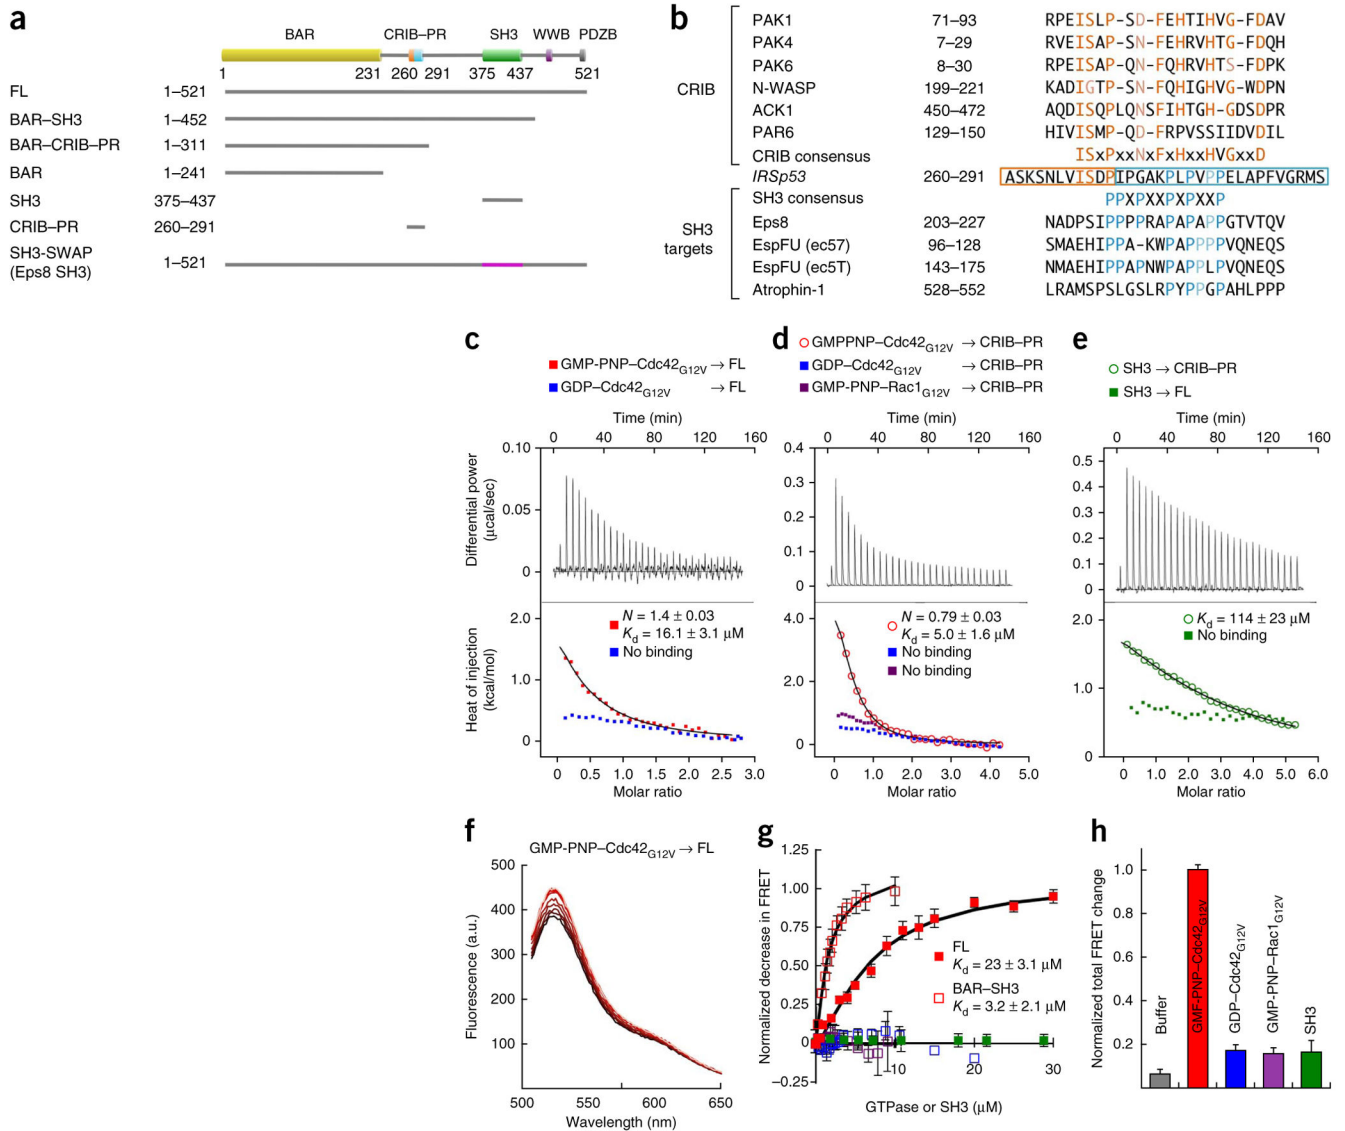 a
BAR CRIB–PR SH3 WWB PDZB
1 231 260 291 375 437 521
FL 1–521
BAR–SH3 1–452
BAR–CRIB–PR 1–311
BAR 1–241
SH3 375–437
CRIB–PR 260–291
SH3-SWAP
(Eps8 SH3) 1–521
b
CRIB
PAK1 71–93 RPEISLP-SD-FEHTIHVG-FDAV
PAK4 7–29 RVEISAP-SN-FEHRVHTG-FDQH
PAK6 8–30 RPEISAP-QN-FQHRVHTS-FDPK
N-WASP 199–221 KADIGTP-SN-FQHIGHVG-WDPN
ACK1 450–472 AQDISQPLQNSFIHTGH-GDSDPR
PAR6 129–150 HIVISMP-QD-FRPVSSIIDVDIL
CRIB consensus ISxPxxNxFxHxxHVGxxD
IRSp53 260–291 ASKSNLVISDPIPGAKPLPVPPELAPFVGRMS
SH3 consensus PPXPXXPXPXXP
SH3
targets
Eps8 203–227 NADPSIPPPPRAPAPAPPGTVTQV
EspFU (ec57) 96–128 SMAEHIPPA-KWPAPPPPVQNEQS
EspFU (ec5T) 143–175 NMAEHIPPAPNWPAPPLPVQNEQS
Atrophin-1 528–552 LRAMSPSLGSLRPYPPGPAHLPPP
c
GMP-PNP–Cdc42G12V → FL
GDP–Cdc42G12V → FL
Time (min)
0 40 80 120 160
0.10
0.05
0
Differential power
(μcal/sec)
2.0
1.0
0
Heat of injection
(kcal/mol)
N = 1.4 ± 0.03
Kd = 16.1 ± 3.1 μM
No binding
0 0.5 1.0 1.5 2.0 2.5 3.0
Molar ratio
d
GMPPNP–Cdc42G12V → CRIB–PR
GDP–Cdc42G12V → CRIB–PR
GMP-PNP–Rac1G12V → CRIB–PR
Time (min)
0 40 80 120 160
0.4
0.3
0.2
0.1
0
4.0
2.0
0
N = 0.79 ± 0.03
Kd = 5.0 ± 1.6 μM
No binding
No binding
0 1.0 2.0 3.0 4.0 5.0
Molar ratio
e
SH3 → CRIB–PR
SH3 → FL
Time (min)
0 40 80 120 160
0.5
0.4
0.3
0.2
0.1
0
2.0
1.0
0
Kd = 114 ± 23 μM
No binding
0 1.0 2.0 3.0 4.0 5.0 6.0
Molar ratio
f
GMP-PNP–Cdc42G12V → FL
500
400
300
200
100
Fluorescence (a.u.)
500 550 600 650
Wavelength (nm)
g
1.25
1.00
0.75
0.50
0.25
0
–0.25
Normalized decrease in FRET
FL
Kd = 23 ± 3.1 μM
BAR–SH3
Kd = 3.2 ± 2.1 μM
10 20 30
GTPase or SH3 (μM)
h
1.0
0.8
0.6
0.4
0.2
Normalized total FRET change
Buffer
GMF-PNP–Cdc42G12V
GDP–Cdc42G12V
GMP-PNP–Rac1G12V
SH3